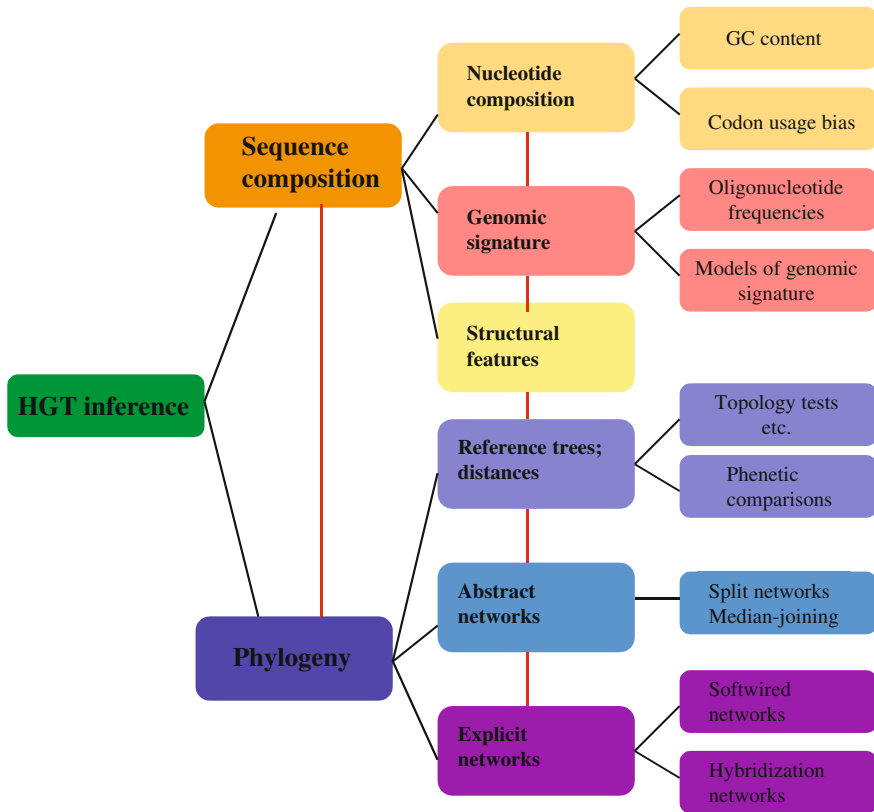 HGT inference
Sequence
composition
Phylogeny
Nucleotide
composition
Genomic
signature
Structural
features
Reference trees;
distances
Abstract
networks
Explicit
networks
GC content
Codon usage bias
Oligonucleotide
frequencies
Models of genomic
signature
Topology tests
etc.
Phenetic
comparisons
Split networks
Median-joining
Softwired
networks
Hybridization
networks